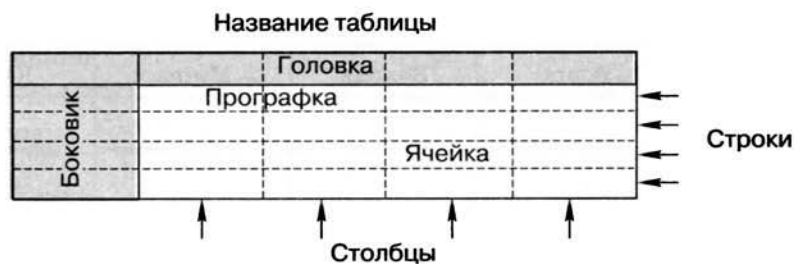 Название таблицы
Головка
Прографка
Боковик
Ячейка
Строки
Столбцы